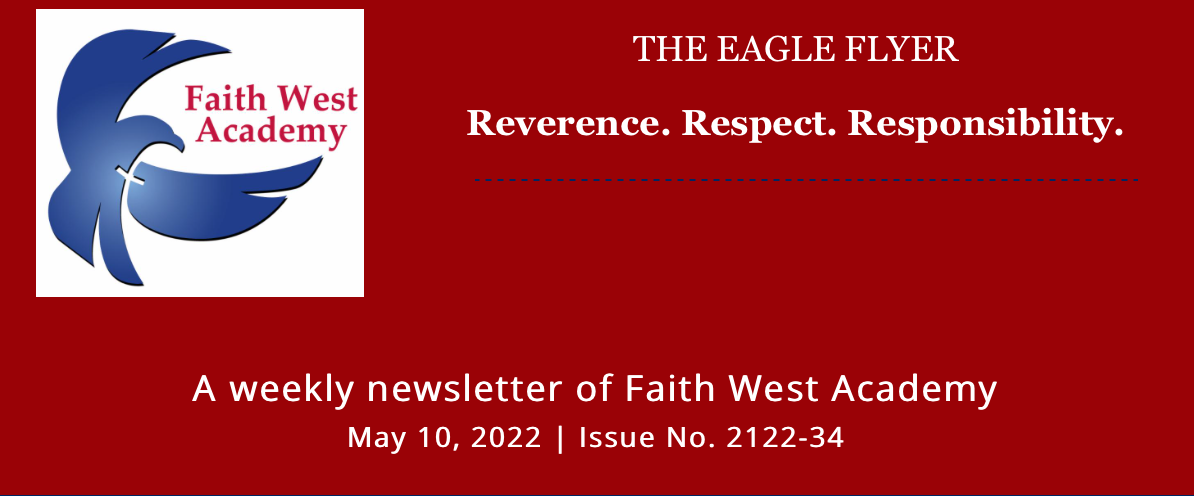 Faith West
Academy
THE EAGLE FLYER
Reverence. Respect. Responsibility.
A weekly newsletter of Faith West Academy
May 10, 2022 | Issue No. 2122-34